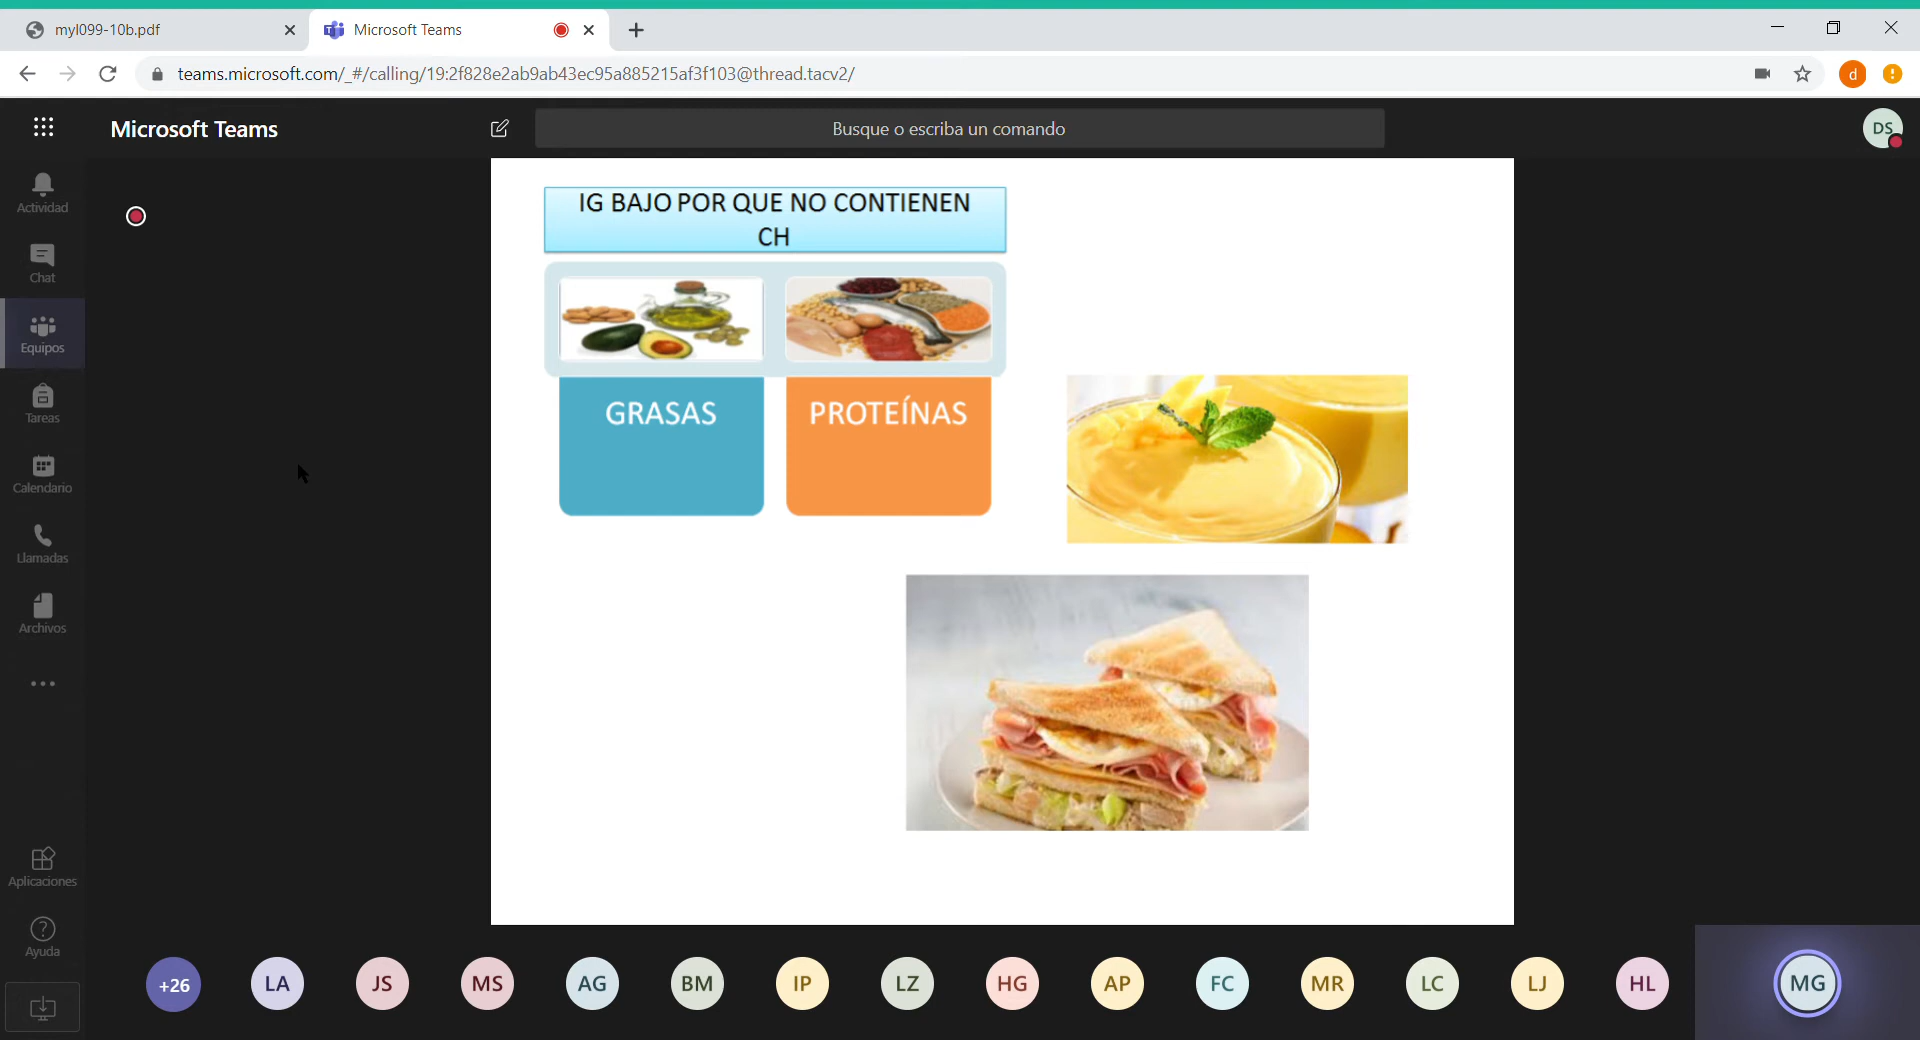 myl099-10b.pdf
Microsoft Teams
teams.microsoft.com/_#/calling/19:2f828e2ab9ab43ec95a885215af3f103@thread.tacv2/
d
Microsoft Teams
Busque o escriba un comando
DS
Actividad
Chat
Equipos
Tareas
Calendario
Llamadas
Archivos
Aplicaciones
Ayuda
IG BAJO POR QUE NO CONTIENEN
CH
GRASAS
PROTEÍNAS
+26
LA
JS
MS
AG
BM
IP
LZ
HG
AP
FC
MR
LC
LJ
HL
MG